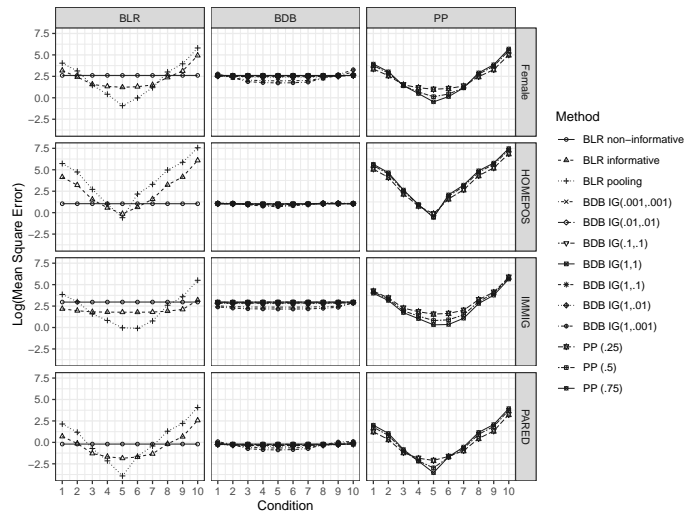 BLR BDB PP
7.5
5.0
2.5
0.0
−2.5
Female
7.5
5.0
2.5
0.0
−2.5
HOMEPOS
7.5
5.0
2.5
0.0
−2.5
IMMIG
7.5
5.0
2.5
0.0
−2.5
PARED
Log(Mean Square Error)
1 2 3 4 5 6 7 8 9 10 1 2 3 4 5 6 7 8 9 10 1 2 3 4 5 6 7 8 9 10
Condition
Method
BLR non−informative
BLR informative
BLR pooling
BDB IG(.001,.001)
BDB IG(.01,.01)
BDB IG(.1,.1)
BDB IG(1,1)
BDB IG(1,.1)
BDB IG(1,.01)
BDB IG(1,.001)
PP (.25)
PP (.5)
PP (.75)